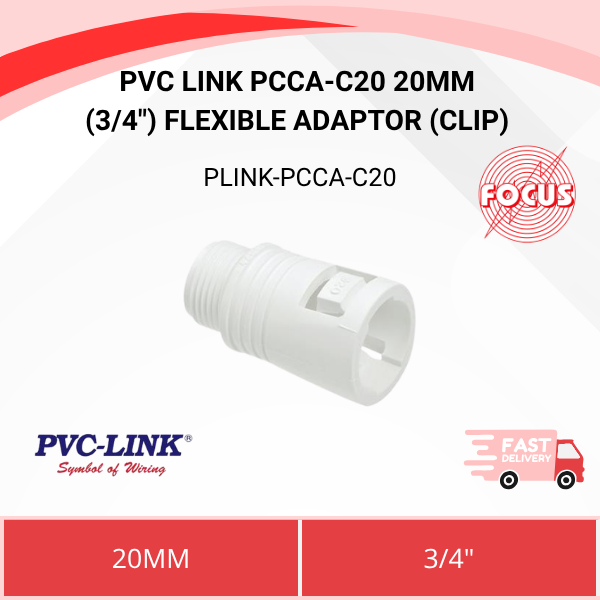 PVC LINK PCCA-C20 20MM
(3/4") FLEXIBLE ADAPTOR (CLIP)
PLINK-PCCA-C20
FOCUS
PVC-LINK®
Symbol of Wiring
FAST
DELIVERY
20MM
3/4"